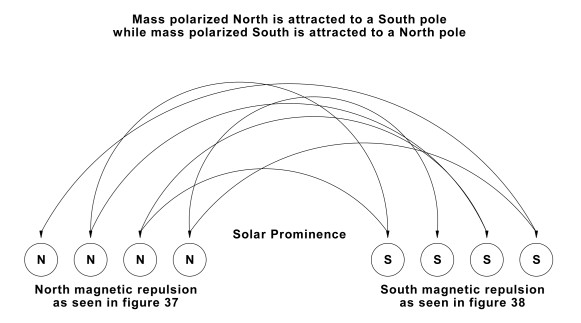 Mass polarized North is attracted to a South pole
while mass polarized South is attracted to a North pole
Solar Prominence
N N N N S S S S
North magnetic repulsion
as seen in figure 37
South magnetic repulsion
as seen in figure 38